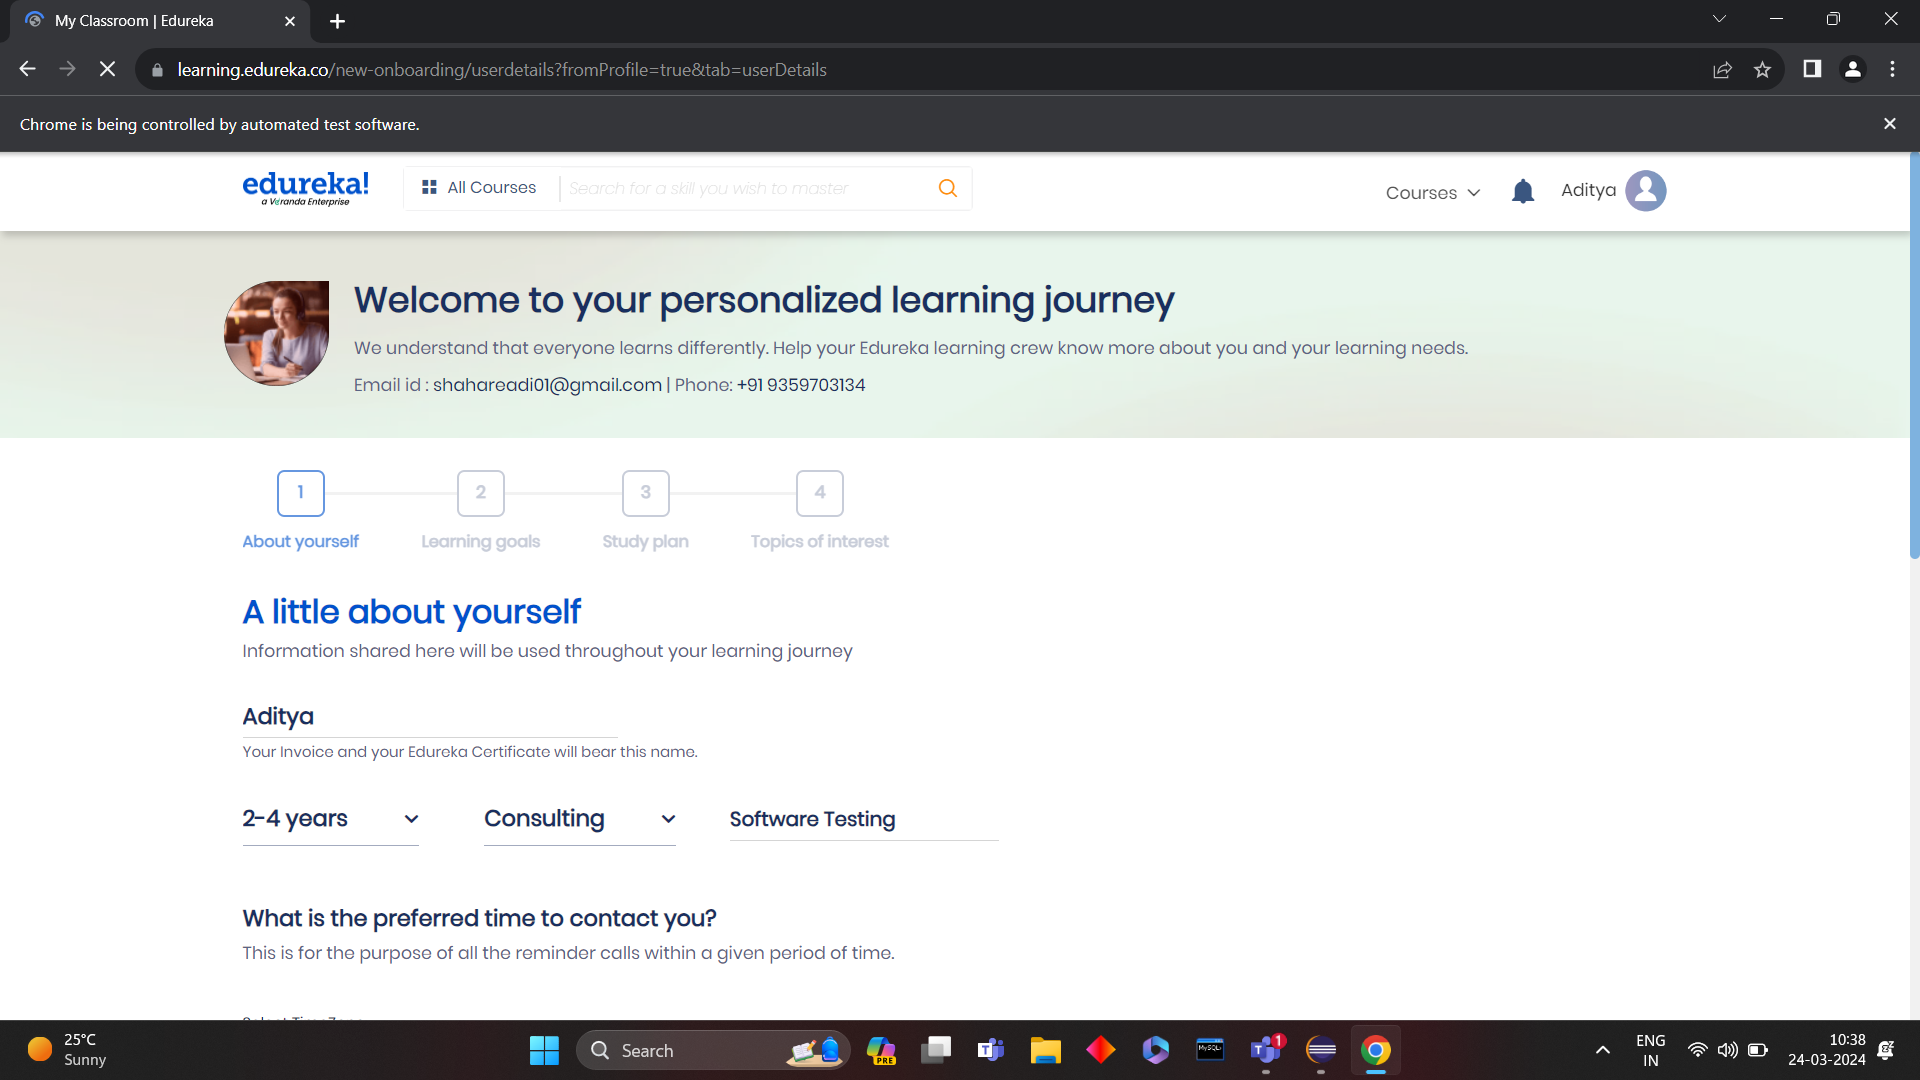 My Classroom | Edureka
learning.edureka.co/new-onboarding/userdetails?fromProfile=true&tab=userDetails
Chrome is being controlled by automated test software.
edureka!
a Veranda Enterprise
All Courses
Search for a skill you wish to master
Courses
Aditya
Welcome to your personalized learning journey
We understand that everyone learns differently. Help your Edureka learning crew know more about you and your learning needs.
Email id : shahareadi01@gmail.com | Phone: +91 9359703134
1 2 3 4
About yourself Learning goals Study plan Topics of interest
A little about yourself
Information shared here will be used throughout your learning journey
Aditya
Your Invoice and your Edureka Certificate will bear this name.
2-4 years Consulting Software Testing
What is the preferred time to contact you?
This is for the purpose of all the reminder calls within a given period of time.
Select TimeZone
25°C
Sunny
Search
PRE
MySQL
1
ENG
IN
10:38
24-03-2024